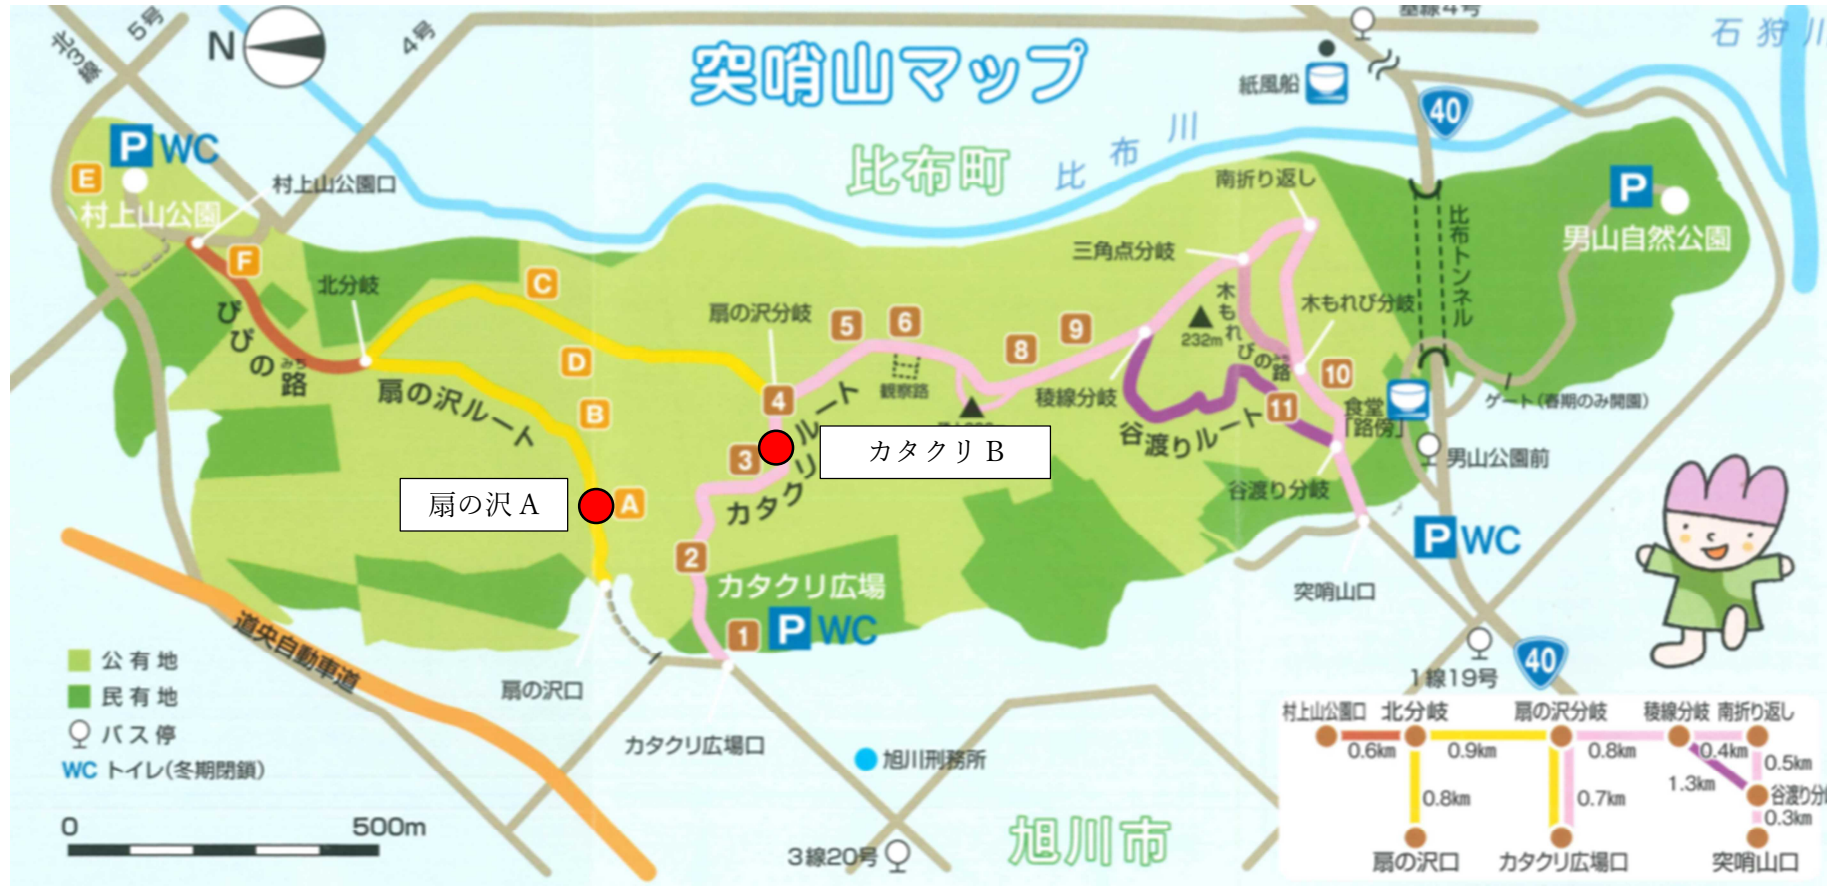 突哨山マップ
北3線
5号
4号
N
基線4号
石狩川
紙風船
40
比布町
比布川
P WC
E
村上山公園口
村上山公園
F
北分岐
びびの路
みち
C
D
B
A
扇の沢ルート
扇の沢A
扇の沢分岐
5
6
観察路
8
9
4
3
カタクリルート
カタクリB
2
カタクリ広場
1
P WC
南折り返し
三角点分岐
木もれび分岐
木もれびの路
232m
稜線分岐
10
11
谷渡りルート
谷渡り分岐
食堂
「路傍」
比布トンネル
P
男山自然公園
ゲート(春期のみ開園)
男山公園前
P WC
突哨山口
1線19号
40
公有地
民有地
バス停
WC トイレ(冬期閉鎖)
0 500m
道央自動車道
扇の沢口
カタクリ広場口
旭川刑務所
3線20号
旭川市
村上山公園口 北分岐 扇の沢分岐 稜線分岐 南折り返し
0.6km 0.9km 0.8km 0.4km
0.5km
1.3km
0.8km 0.7km
谷渡り分
0.3km
扇の沢口 カタクリ広場口 突哨山口